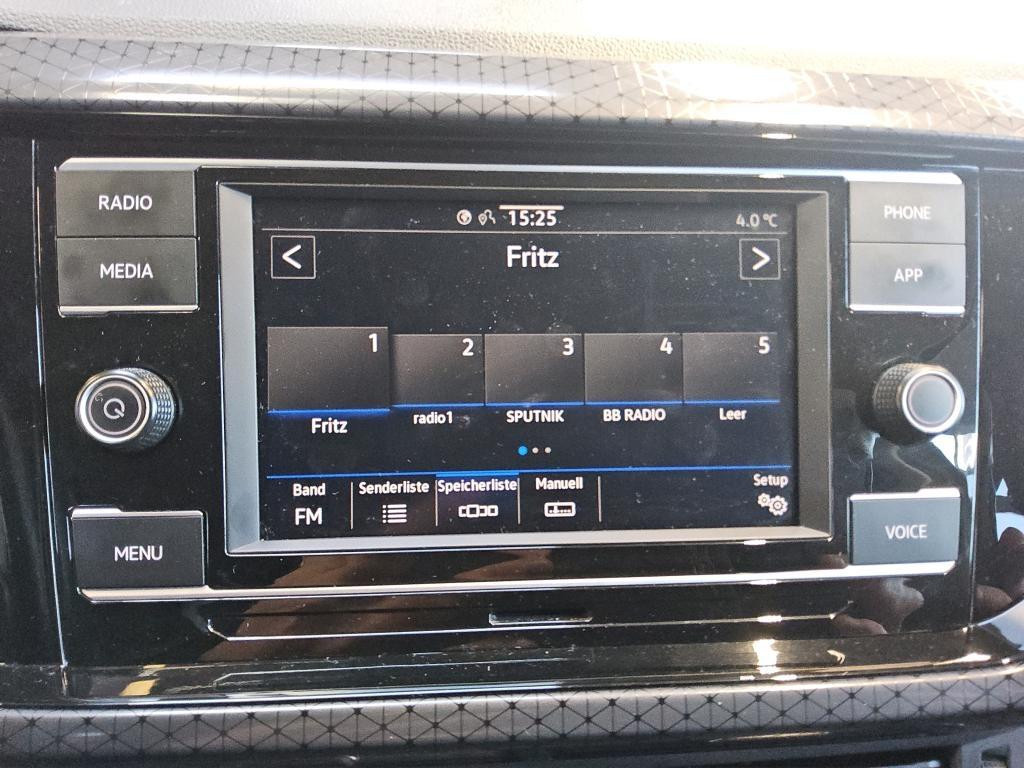 RADIO
MEDIA
MENU
15:25
4.0 °C
<
Fritz
>
1
2
3
4
5
Fritz
radio1
SPUTNIK
BB RADIO
Leer
Band
FM
Senderliste
Speicherliste
Manuell
Setup
PHONE
APP
VOICE